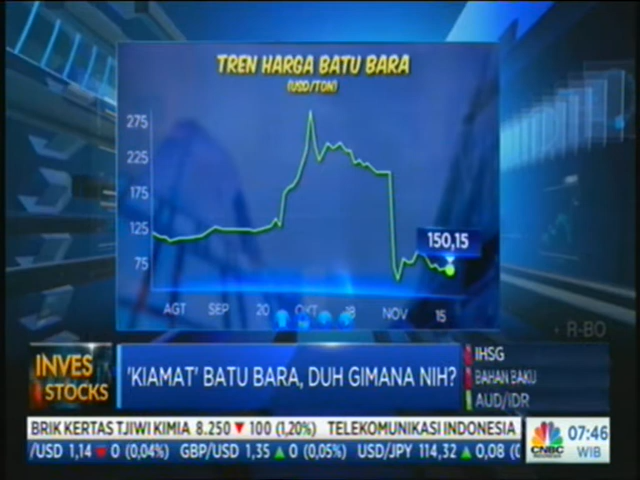 TREN HARGA BATU BARA
(USD/TON)
275
225
175
125
75
150,15
AGT SEP 20 OKT 18 NOV 15
INVES
STOCKS
'KIAMAT' BATU BARA, DUH GIMANA NIH?
IHSG
BAHAN BAKU
AUD/IDR
BRIK KERTAS TJIWI KIMIA 8.250 ▼ 100 (1,20%) TELEKOMUNIKASI INDONESIA
/USD 1,14 ▼ 0 (0,04%) GBP/USD 1,35 ▲ 0 (0,05%) USD/JPY 114,32 ▲ 0,08 (0
CNBC
07:46
WIB